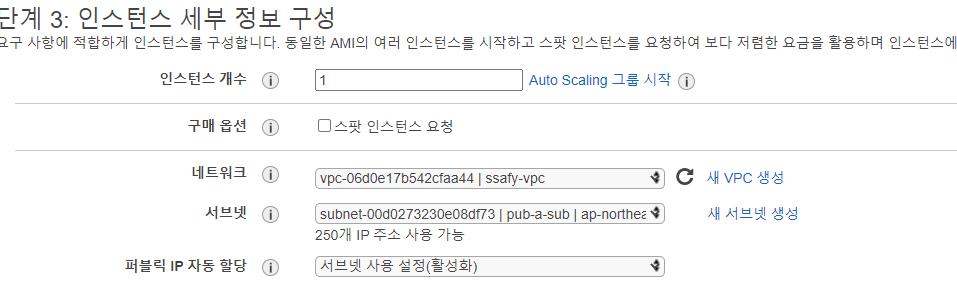 단계 3: 인스턴스 세부 정보 구성
요구 사항에 적합하게 인스턴스를 구성합니다. 동일한 AMI의 여러 인스턴스를 시작하고 스팟 인스턴스를 요청하여 보다 저렴한 요금을 활용하며 인스턴스에
인스턴스 개수 i 1 Auto Scaling 그룹 시작 i
구매 옵션 i 스팟 인스턴스 요청
네트워크 i vpc-06d0e17b542cfaa44 | ssafy-vpc 새 VPC 생성
서브넷 i subnet-00d0273230e08df73 | pub-a-sub | ap-northea 새 서브넷 생성
250개 IP 주소 사용 가능
퍼블릭 IP 자동 할당 i 서브넷 사용 설정(활성화)